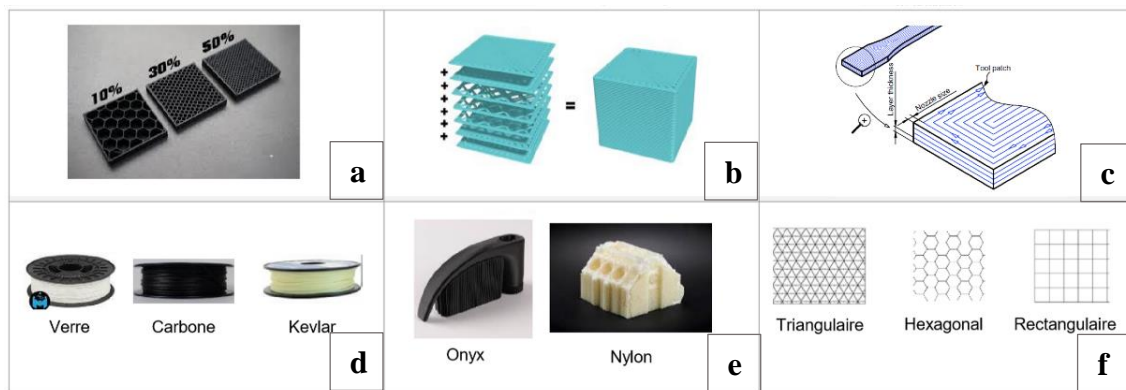 10%
30%
50%
a
+
+
+
+
+
+
=
b
Tool patch
Layer thickness
Nozzle size
c
Verre
Carbone
Kevlar
d
Onyx
Nylon
e
Triangulaire
Hexagonal
Rectangulaire
f